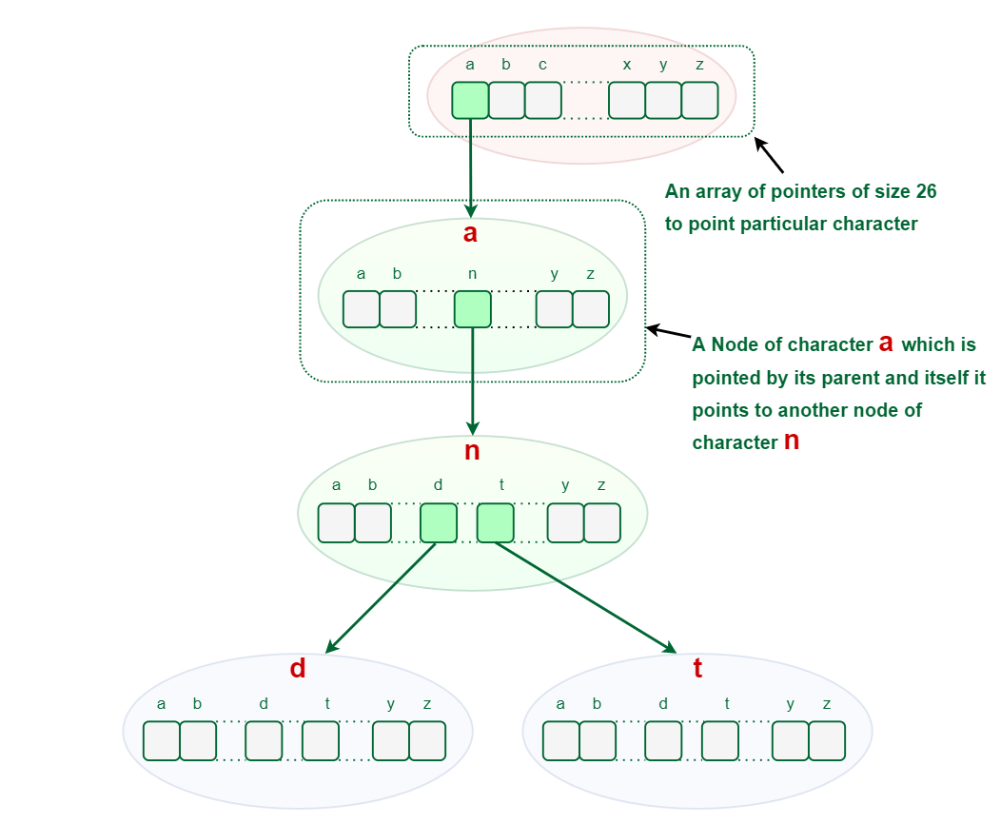 a b c x y z
An array of pointers of size 26
to point particular character
a
a b n y z
A Node of character a which is
pointed by its parent and itself it
points to another node of
character n
n
a b d t y z
d
a b d t y z
t
a b d t y z